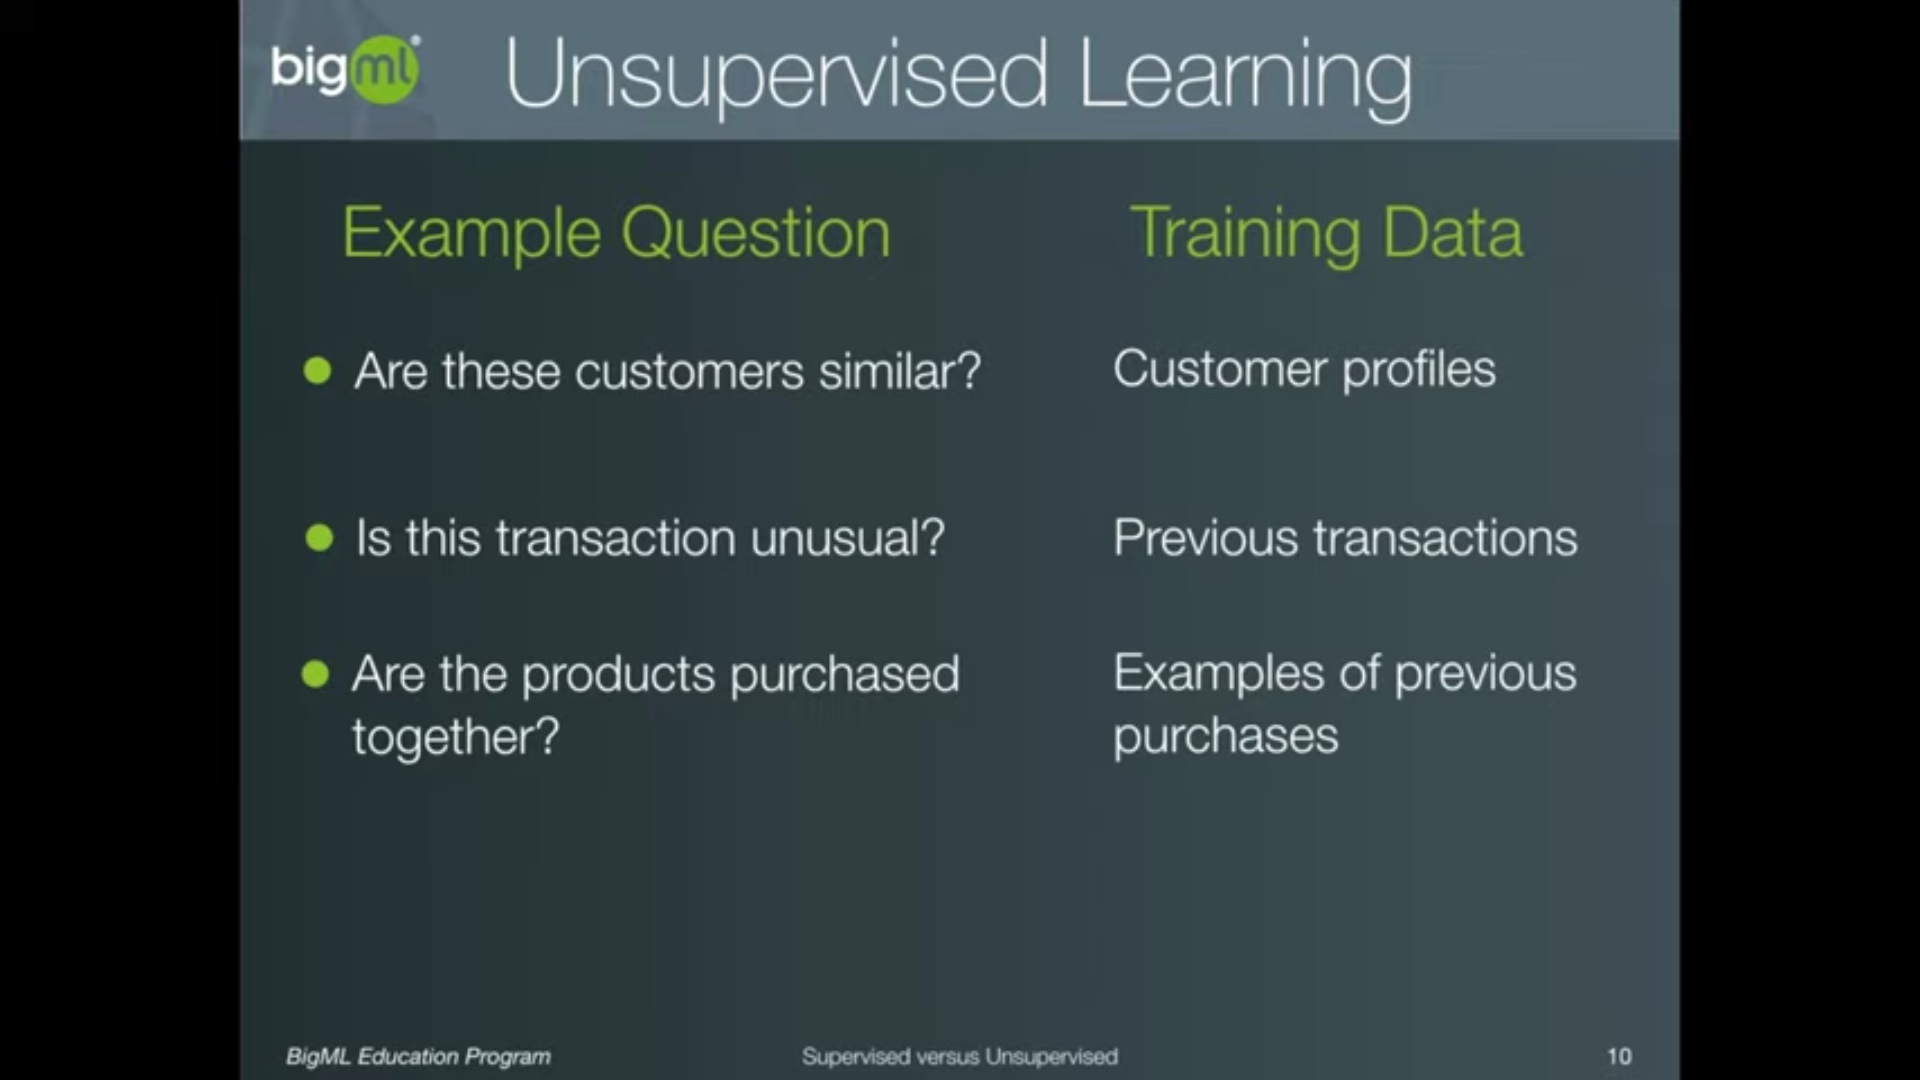 bigml®
Unsupervised Learning
Example Question
Training Data
Are these customers similar?
Customer profiles
Is this transaction unusual?
Previous transactions
Are the products purchased
together?
Examples of previous
purchases
BigML Education Program
Supervised versus Unsupervised
10